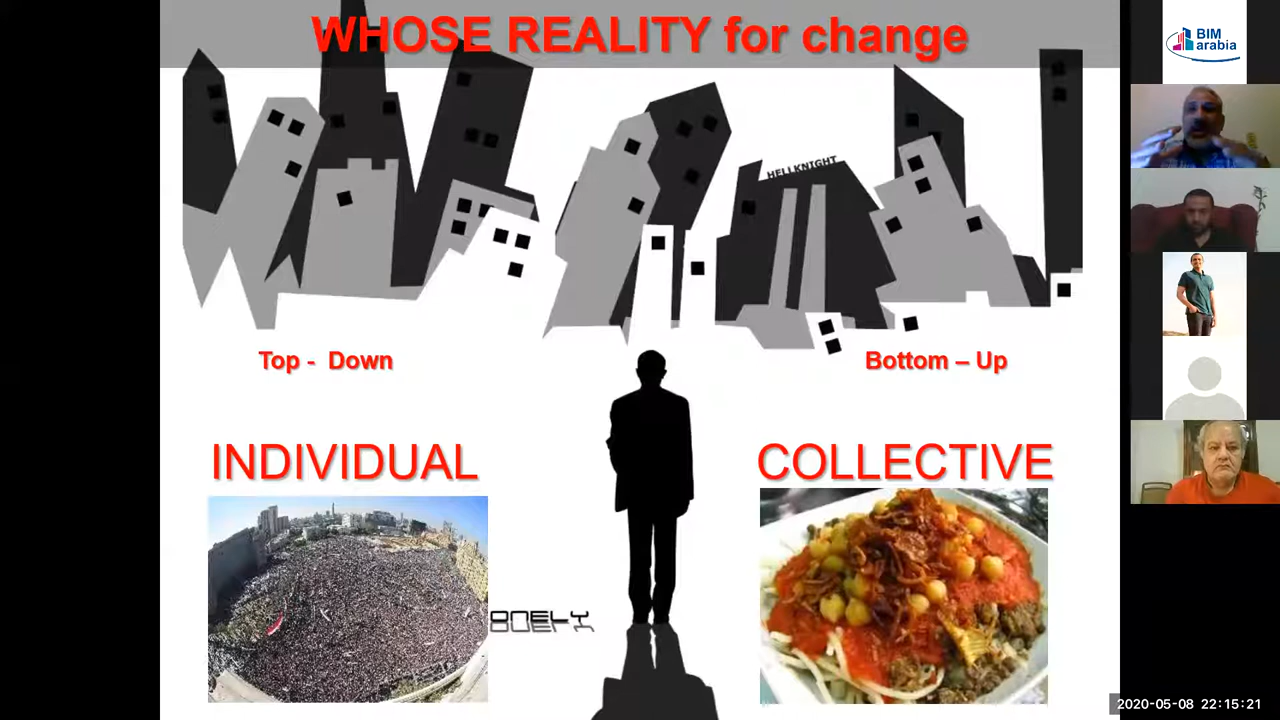 WHOSE REALITY for change
BIM
arabia
HELLKNIGHT
Top - Down
Bottom – Up
INDIVIDUAL
COLLECTIVE
2020-05-08 22:15:21